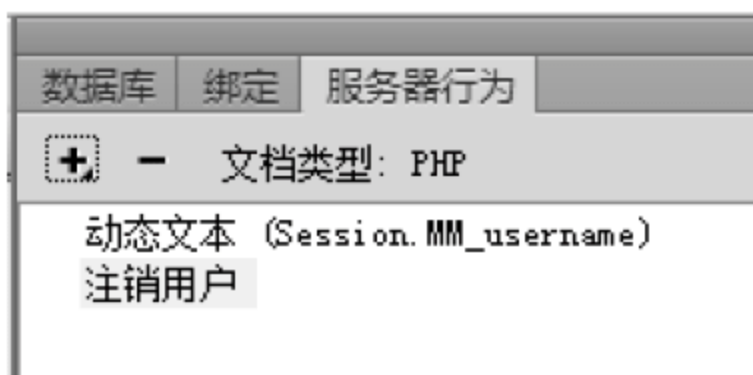 数据库 绑定 服务器行为
+ - 文档类型: PHP
动态文本 (Session.MM_username)
注销用户